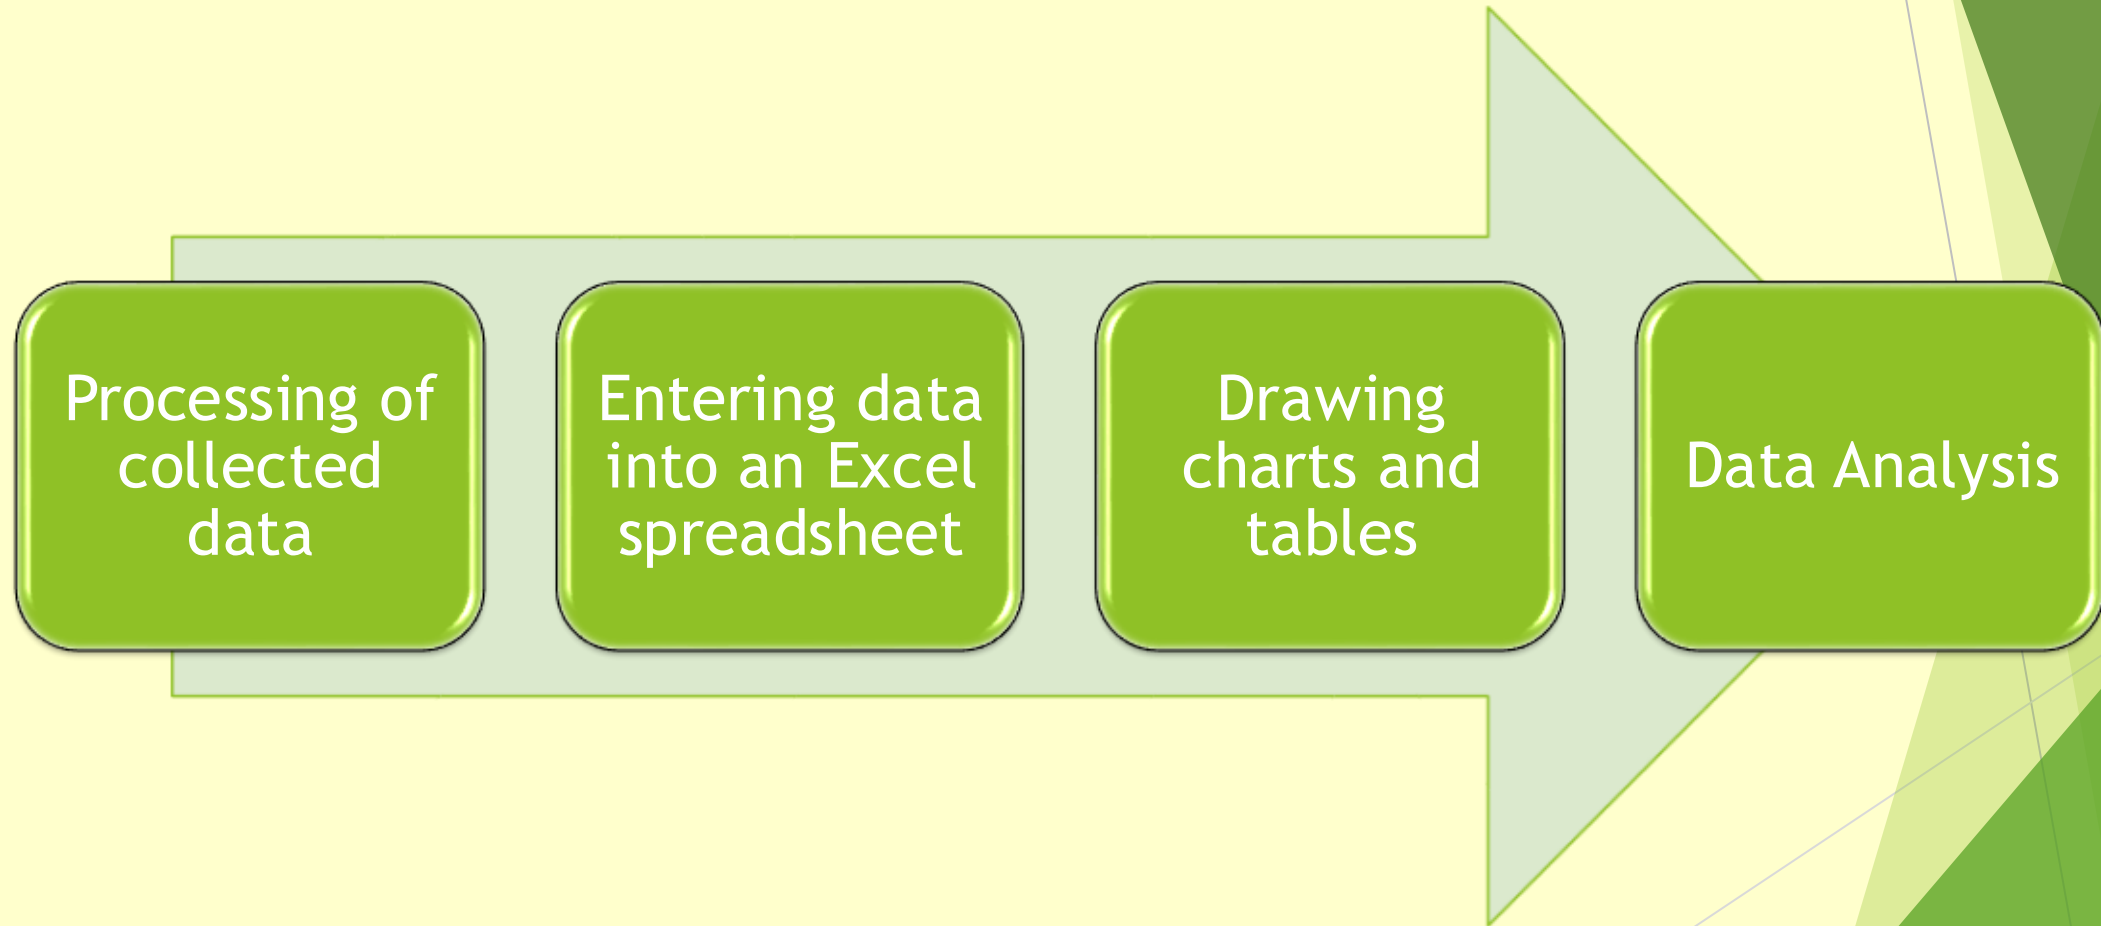 Processing of
collected
data
Entering data
into an Excel
spreadsheet
Drawing
charts and
tables
Data Analysis